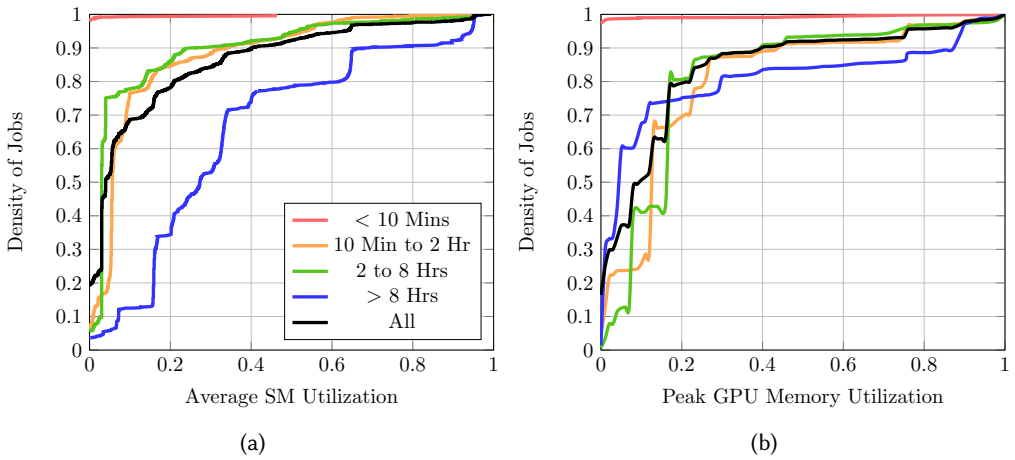 1
0.9
0.8
0.7
0.6
0.5
0.4
0.3
0.2
0.1
0
Density of Jobs
0 0.2 0.4 0.6 0.8 1
Average SM Utilization
< 10 Mins
10 Min to 2 Hr
2 to 8 Hrs
> 8 Hrs
All
(a)
1
0.9
0.8
0.7
0.6
0.5
0.4
0.3
0.2
0.1
0
Density of Jobs
0 0.2 0.4 0.6 0.8 1
Peak GPU Memory Utilization
(b)